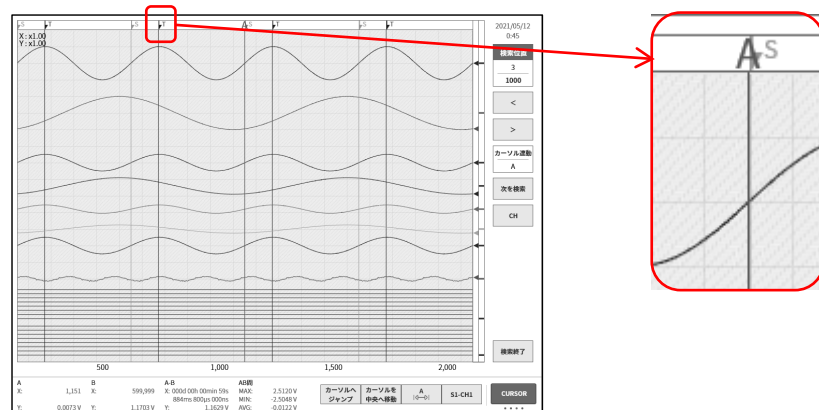 S T S T A S T S T
A S
X: x1.00
Y: x1.00
2021/05/12
0:45
検索位置
3
1000
<
>
カーソル連動
A
次を検索
CH
検索終了
500 1,000 1,500 2,000
A B A-B AB間
X: 1,151 X: 599,999 X: 000d 00h 00min 59s MAX: 2.5120 V
884ms 800μs 000ns MIN: -2.5048 V
Y: 0.0073 V Y: 1.1703 V Y: 1.1629 V AVG: -0.0122 V
カーソルへ
ジャンプ
カーソルを
中央へ移動
A
S1-CH1
CURSOR